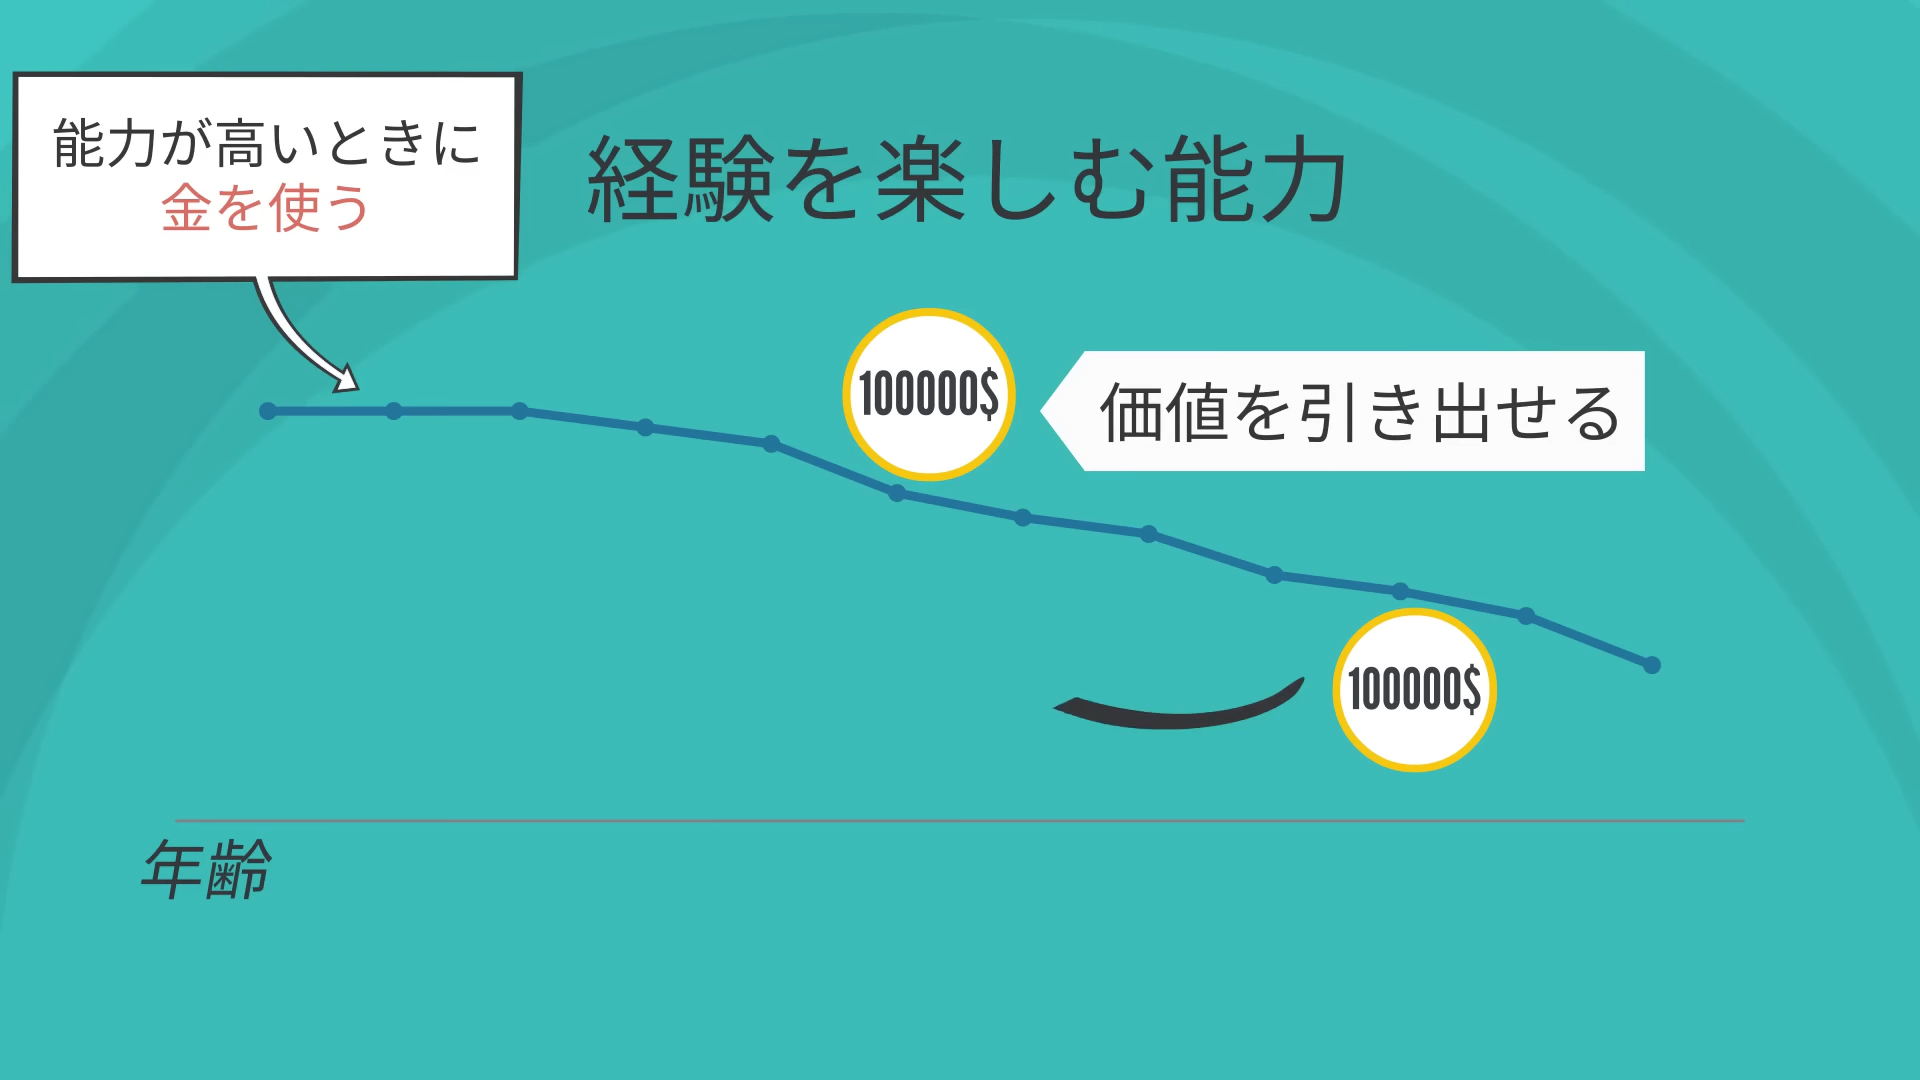 能力が高いときに
金を使う
経験を楽しむ能力
100000$
価値を引き出せる
100000$
年齢